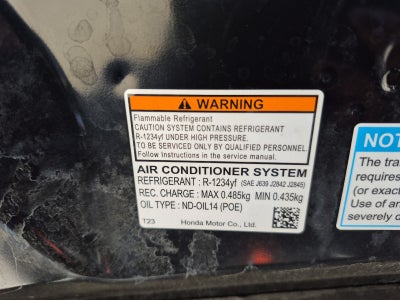 WARNING
Flammable Refrigerant
CAUTION SYSTEM CONTAINS REFRIGERANT
R-1234yf UNDER HIGH PRESSURE.
TO BE SERVICED ONLY BY QUALIFIED PERSONNEL.
Follow Instructions in the service manual.
AIR CONDITIONER SYSTEM
REFRIGERANT : R-1234yf (SAE J639 J2842 J2845)
REC. CHARGE : MAX 0.485kg MIN 0.435kg
OIL TYPE : ND-OIL14 (POE)
T23 Honda Motor Co., Ltd.
NOT
The tra
requires
(or exact
Use of an
severely d